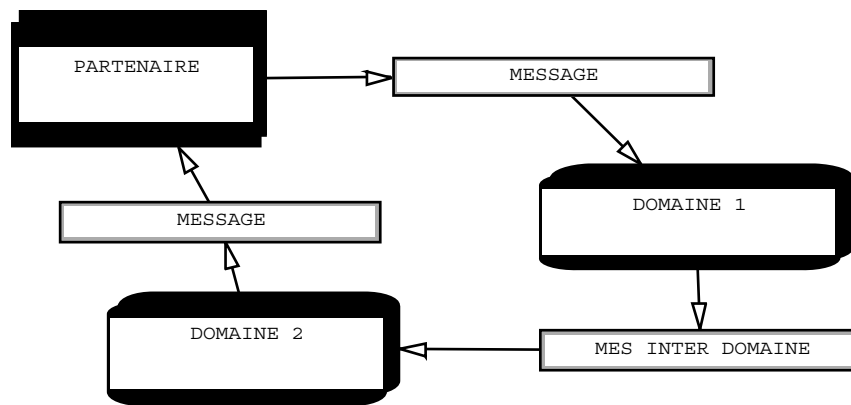 PARTENAIRE
MESSAGE
DOMAINE 1
MESSAGE
DOMAINE 2
MES INTER DOMAINE